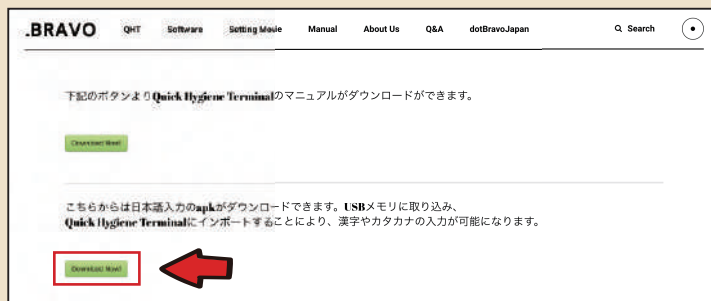 .BRAVO QHT Software Setting Movie Manual About Us Q&A dotBravoJapan Search
下記のボタンよりQuick Hygiene Terminalのマニュアルがダウンロードができます。
Download Now!
こちらからは日本語入力のapkがダウンロードできます。USBメモリに取り込み、
Quick Hygiene Terminalにインポートすることにより、漢字やカタカナの入力が可能になります。
Download Now!